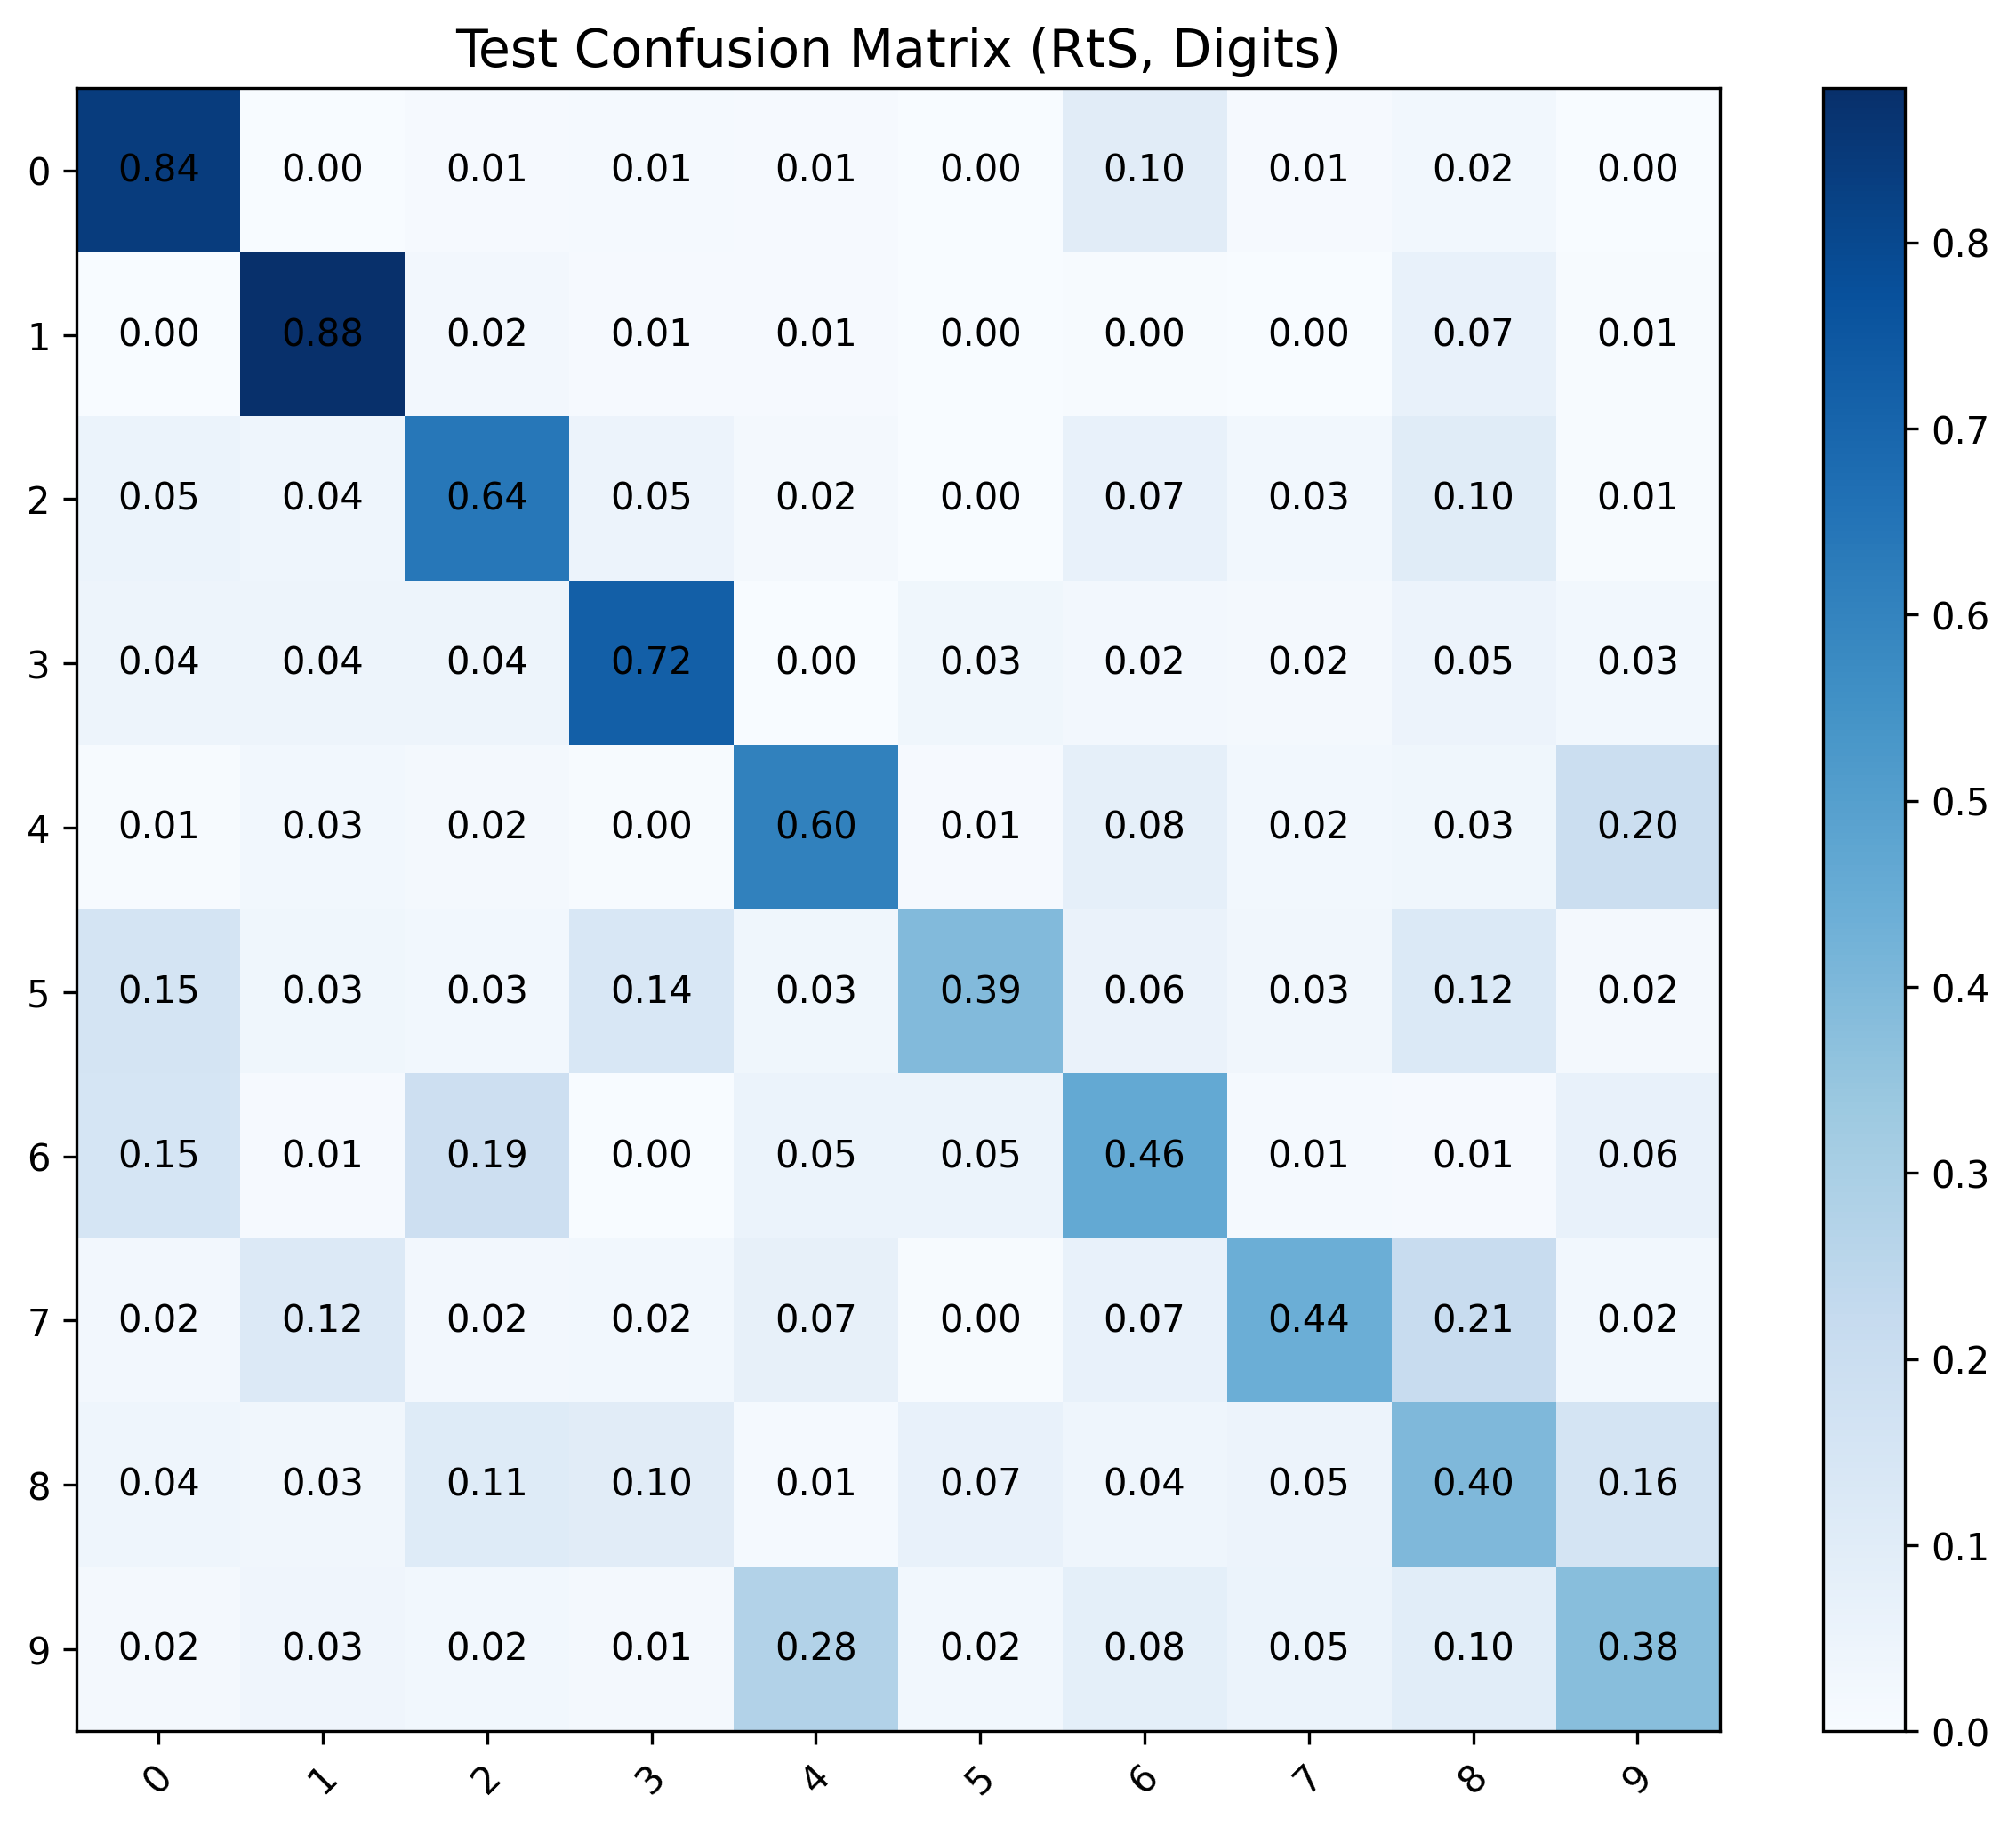 Test Confusion Matrix (RtS, Digits)
0 0.84 0.00 0.01 0.01 0.01 0.00 0.10 0.01 0.02 0.00
1 0.00 0.88 0.02 0.01 0.01 0.00 0.00 0.00 0.07 0.01
2 0.05 0.04 0.64 0.05 0.02 0.00 0.07 0.03 0.10 0.01
3 0.04 0.04 0.04 0.72 0.00 0.03 0.02 0.02 0.05 0.03
4 0.01 0.03 0.02 0.00 0.60 0.01 0.08 0.02 0.03 0.20
5 0.15 0.03 0.03 0.14 0.03 0.39 0.06 0.03 0.12 0.02
6 0.15 0.01 0.19 0.00 0.05 0.05 0.46 0.01 0.01 0.06
7 0.02 0.12 0.02 0.02 0.07 0.00 0.07 0.44 0.21 0.02
8 0.04 0.03 0.11 0.10 0.01 0.07 0.04 0.05 0.40 0.16
9 0.02 0.03 0.02 0.01 0.28 0.02 0.08 0.05 0.10 0.38
0 1 2 3 4 5 6 7 8 9
0.8
0.7
0.6
0.5
0.4
0.3
0.2
0.1
0.0